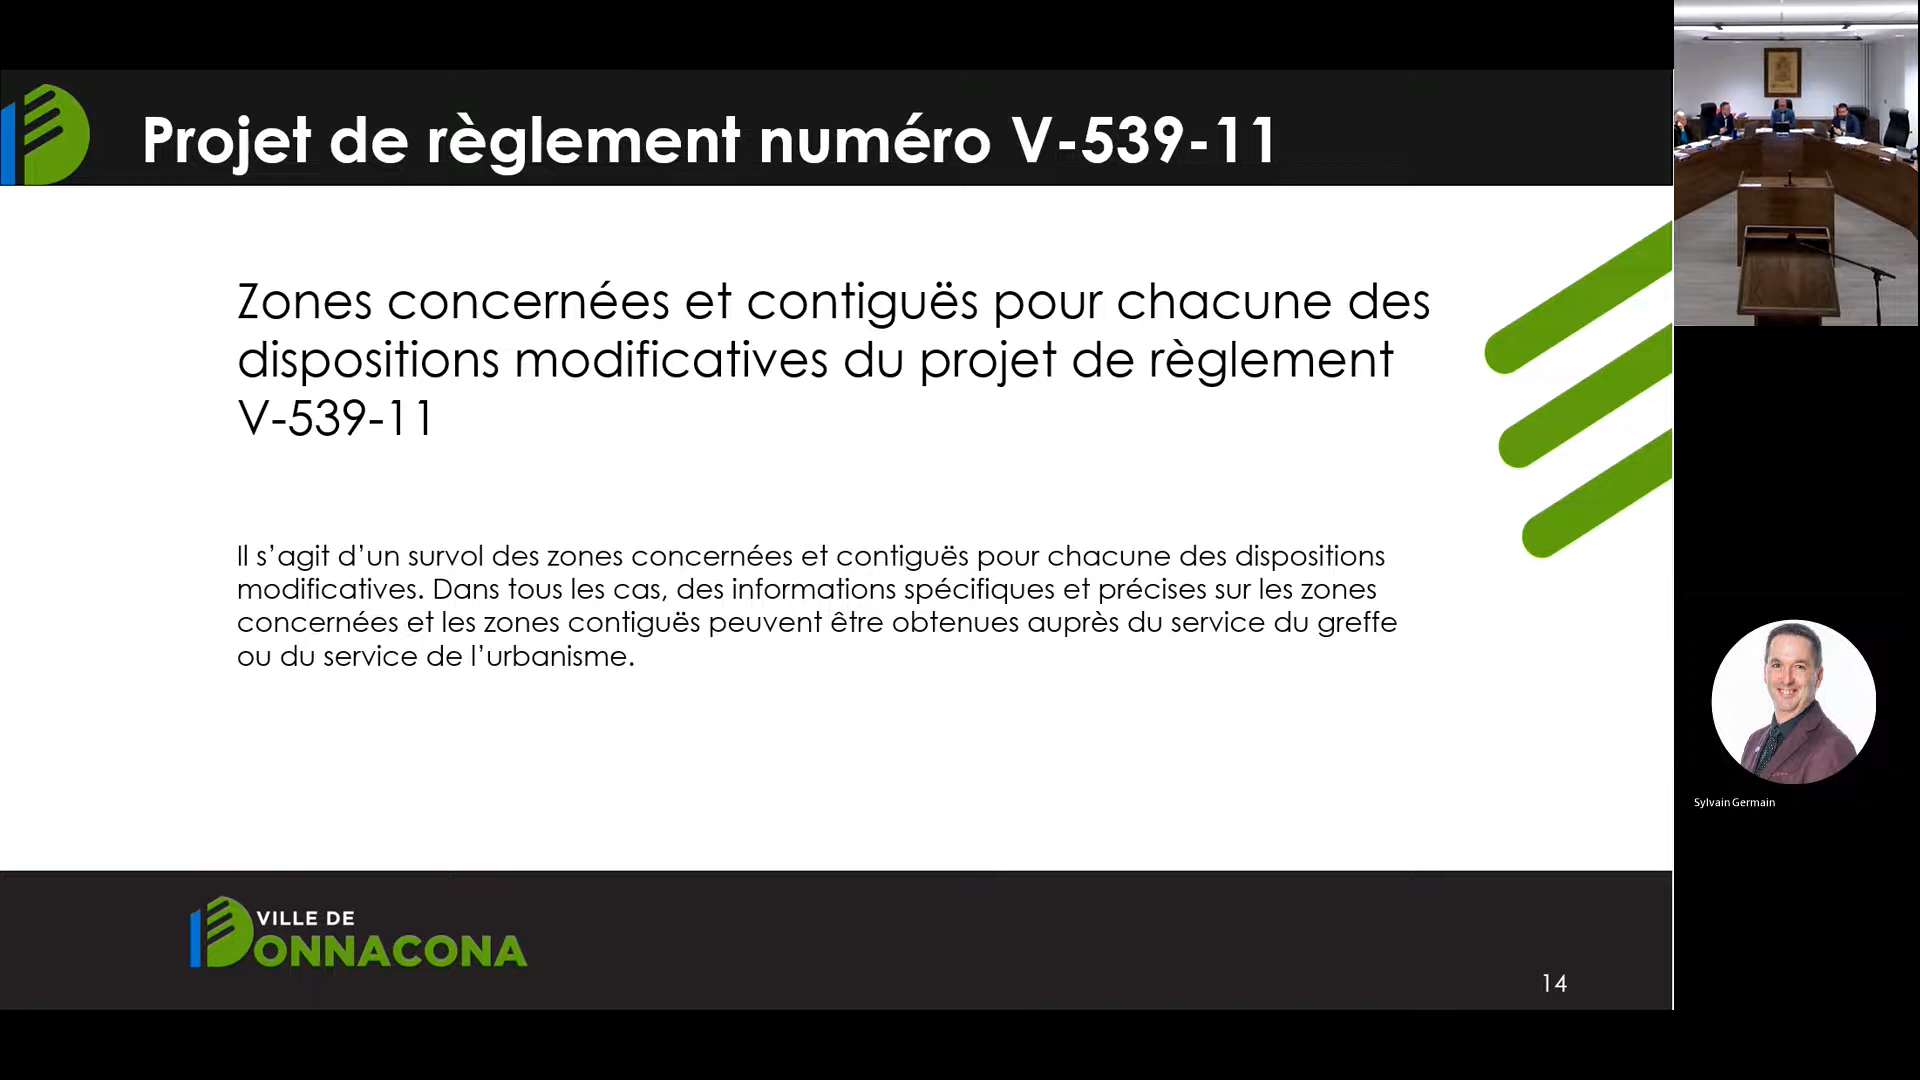 Projet de règlement numéro V-539-11
Zones concernées et contiguës pour chacune des
dispositions modificatives du projet de règlement
V-539-11
Il s’agit d’un survol des zones concernées et contiguës pour chacune des dispositions
modificatives. Dans tous les cas, des informations spécifiques et précises sur les zones
concernées et les zones contiguës peuvent être obtenues auprès du service du greffe
ou du service de l’urbanisme.
Sylvain Germain
VILLE DE
DONNACONA
14